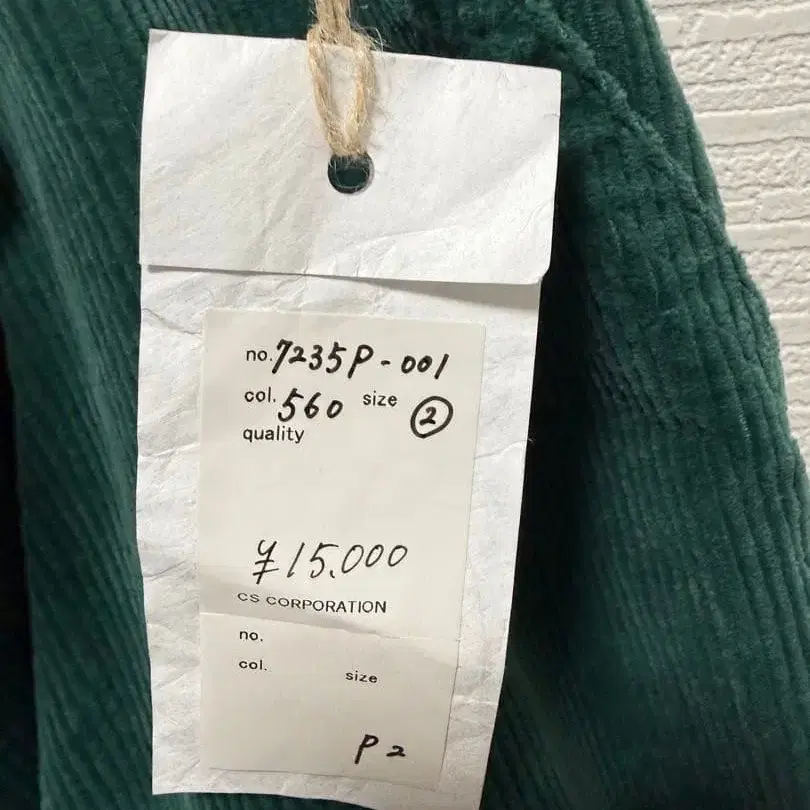 no. 7235P-001
col. 560 size ②
quality
¥15.000
CS CORPORATION
no.
col. size
P2